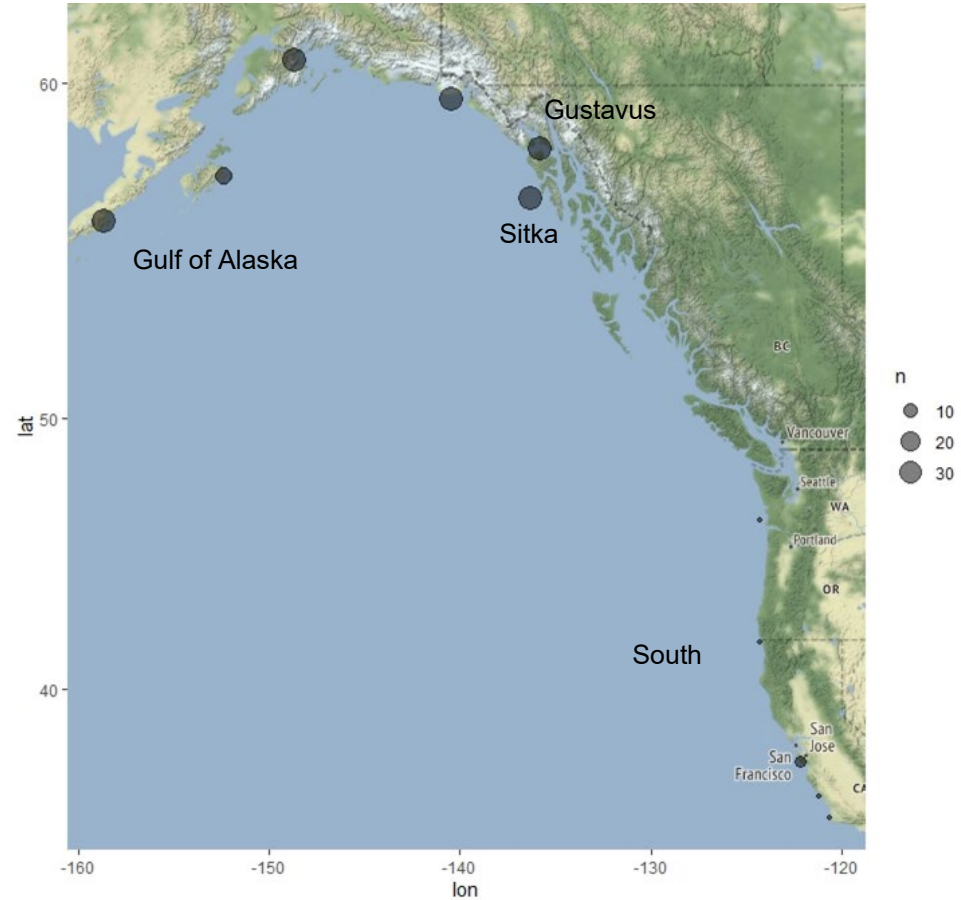 60
Gustavus
Sitka
Gulf of Alaska
BC
lat
50
Vancouver
Seattle
WA
Portland
OR
South
40
San
Jose
San
Francisco
CA
-160
-150
-140
-130
-120
lon
n
10
20
30